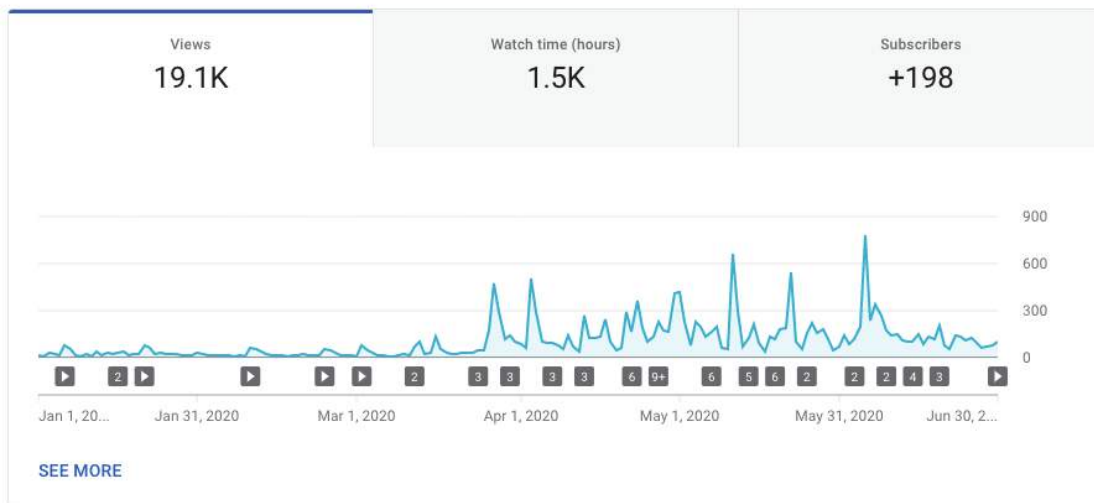 Views
19.1K
Watch time (hours)
1.5K
Subscribers
+198
900
600
300
0
2 2 3 3 3 3 6 9+ 6 5 6 2 2 2 4 3
Jan 1, 20... Jan 31, 2020 Mar 1, 2020 Apr 1, 2020 May 1, 2020 May 31, 2020 Jun 30, 2...
SEE MORE